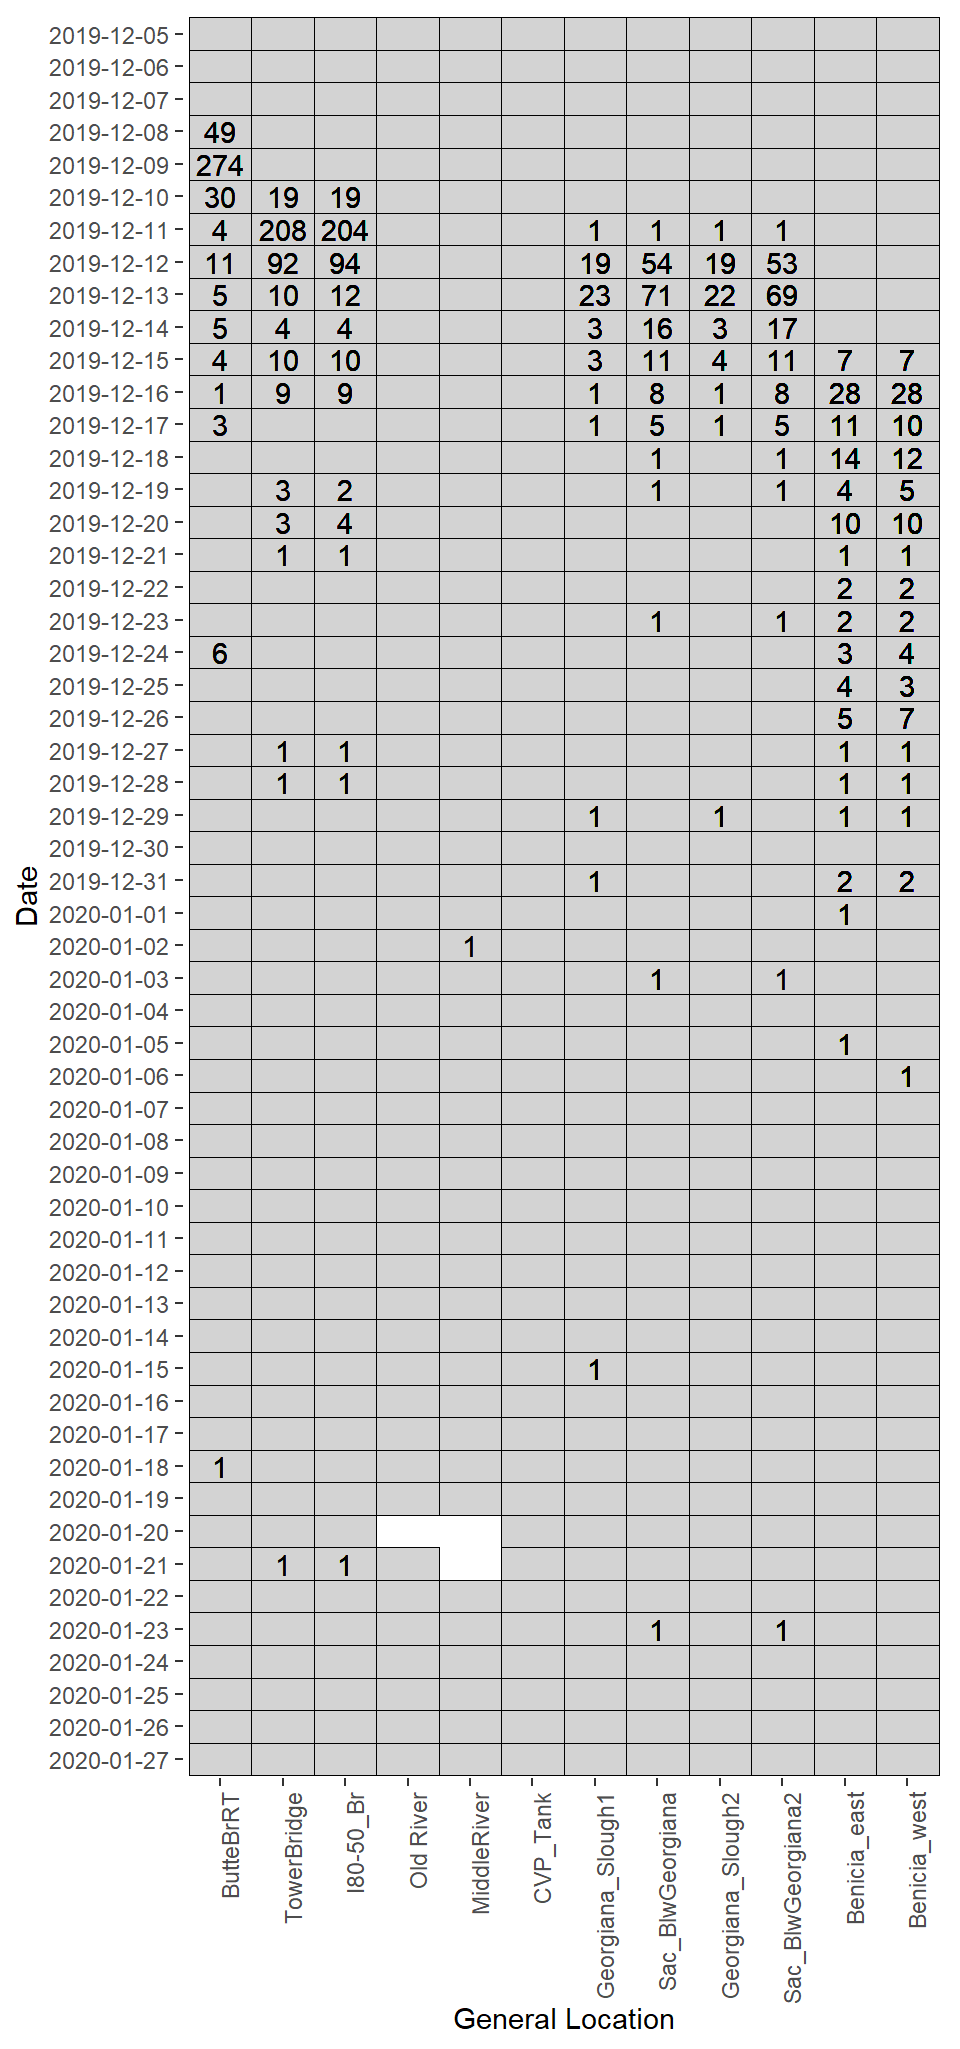 2019-12-05
2019-12-06
2019-12-07
2019-12-08 49
2019-12-09 274
2019-12-10 30 19 19
2019-12-11 4 208 204 1 1 1 1
2019-12-12 11 92 94 19 54 19 53
2019-12-13 5 10 12 23 71 22 69
2019-12-14 5 4 4 3 16 3 17
2019-12-15 4 10 10 3 11 4 11 7 7
2019-12-16 1 9 9 1 8 1 8 28 28
2019-12-17 3 1 5 1 5 11 10
2019-12-18 1 1 14 12
2019-12-19 3 2 1 1 4 5
2019-12-20 3 4 10 10
2019-12-21 1 1 1 1
2019-12-22 2 2
2019-12-23 1 1 2 2
2019-12-24 6 3 4
2019-12-25 4 3
2019-12-26 5 7
2019-12-27 1 1 1 1
2019-12-28 1 1 1 1
2019-12-29 1 1 1 1
2019-12-30
2019-12-31 1 2 2
2020-01-01 1
2020-01-02 1
2020-01-03 1 1
2020-01-04
2020-01-05 1
2020-01-06 1
2020-01-07
2020-01-08
2020-01-09
2020-01-10
2020-01-11
2020-01-12
2020-01-13
2020-01-14
2020-01-15 1
2020-01-16
2020-01-17
2020-01-18 1
2020-01-19
2020-01-20
2020-01-21 1 1
2020-01-22
2020-01-23 1 1
2020-01-24
2020-01-25
2020-01-26
2020-01-27
Date
ButteBrRT
TowerBridge
I80-50_Br
Old River
MiddleRiver
CVP_Tank
Georgiana_Slough1
Sac_BlwGeorgiana
Georgiana_Slough2
Sac_BlwGeorgiana2
Benicia_east
Benicia_west
General Location